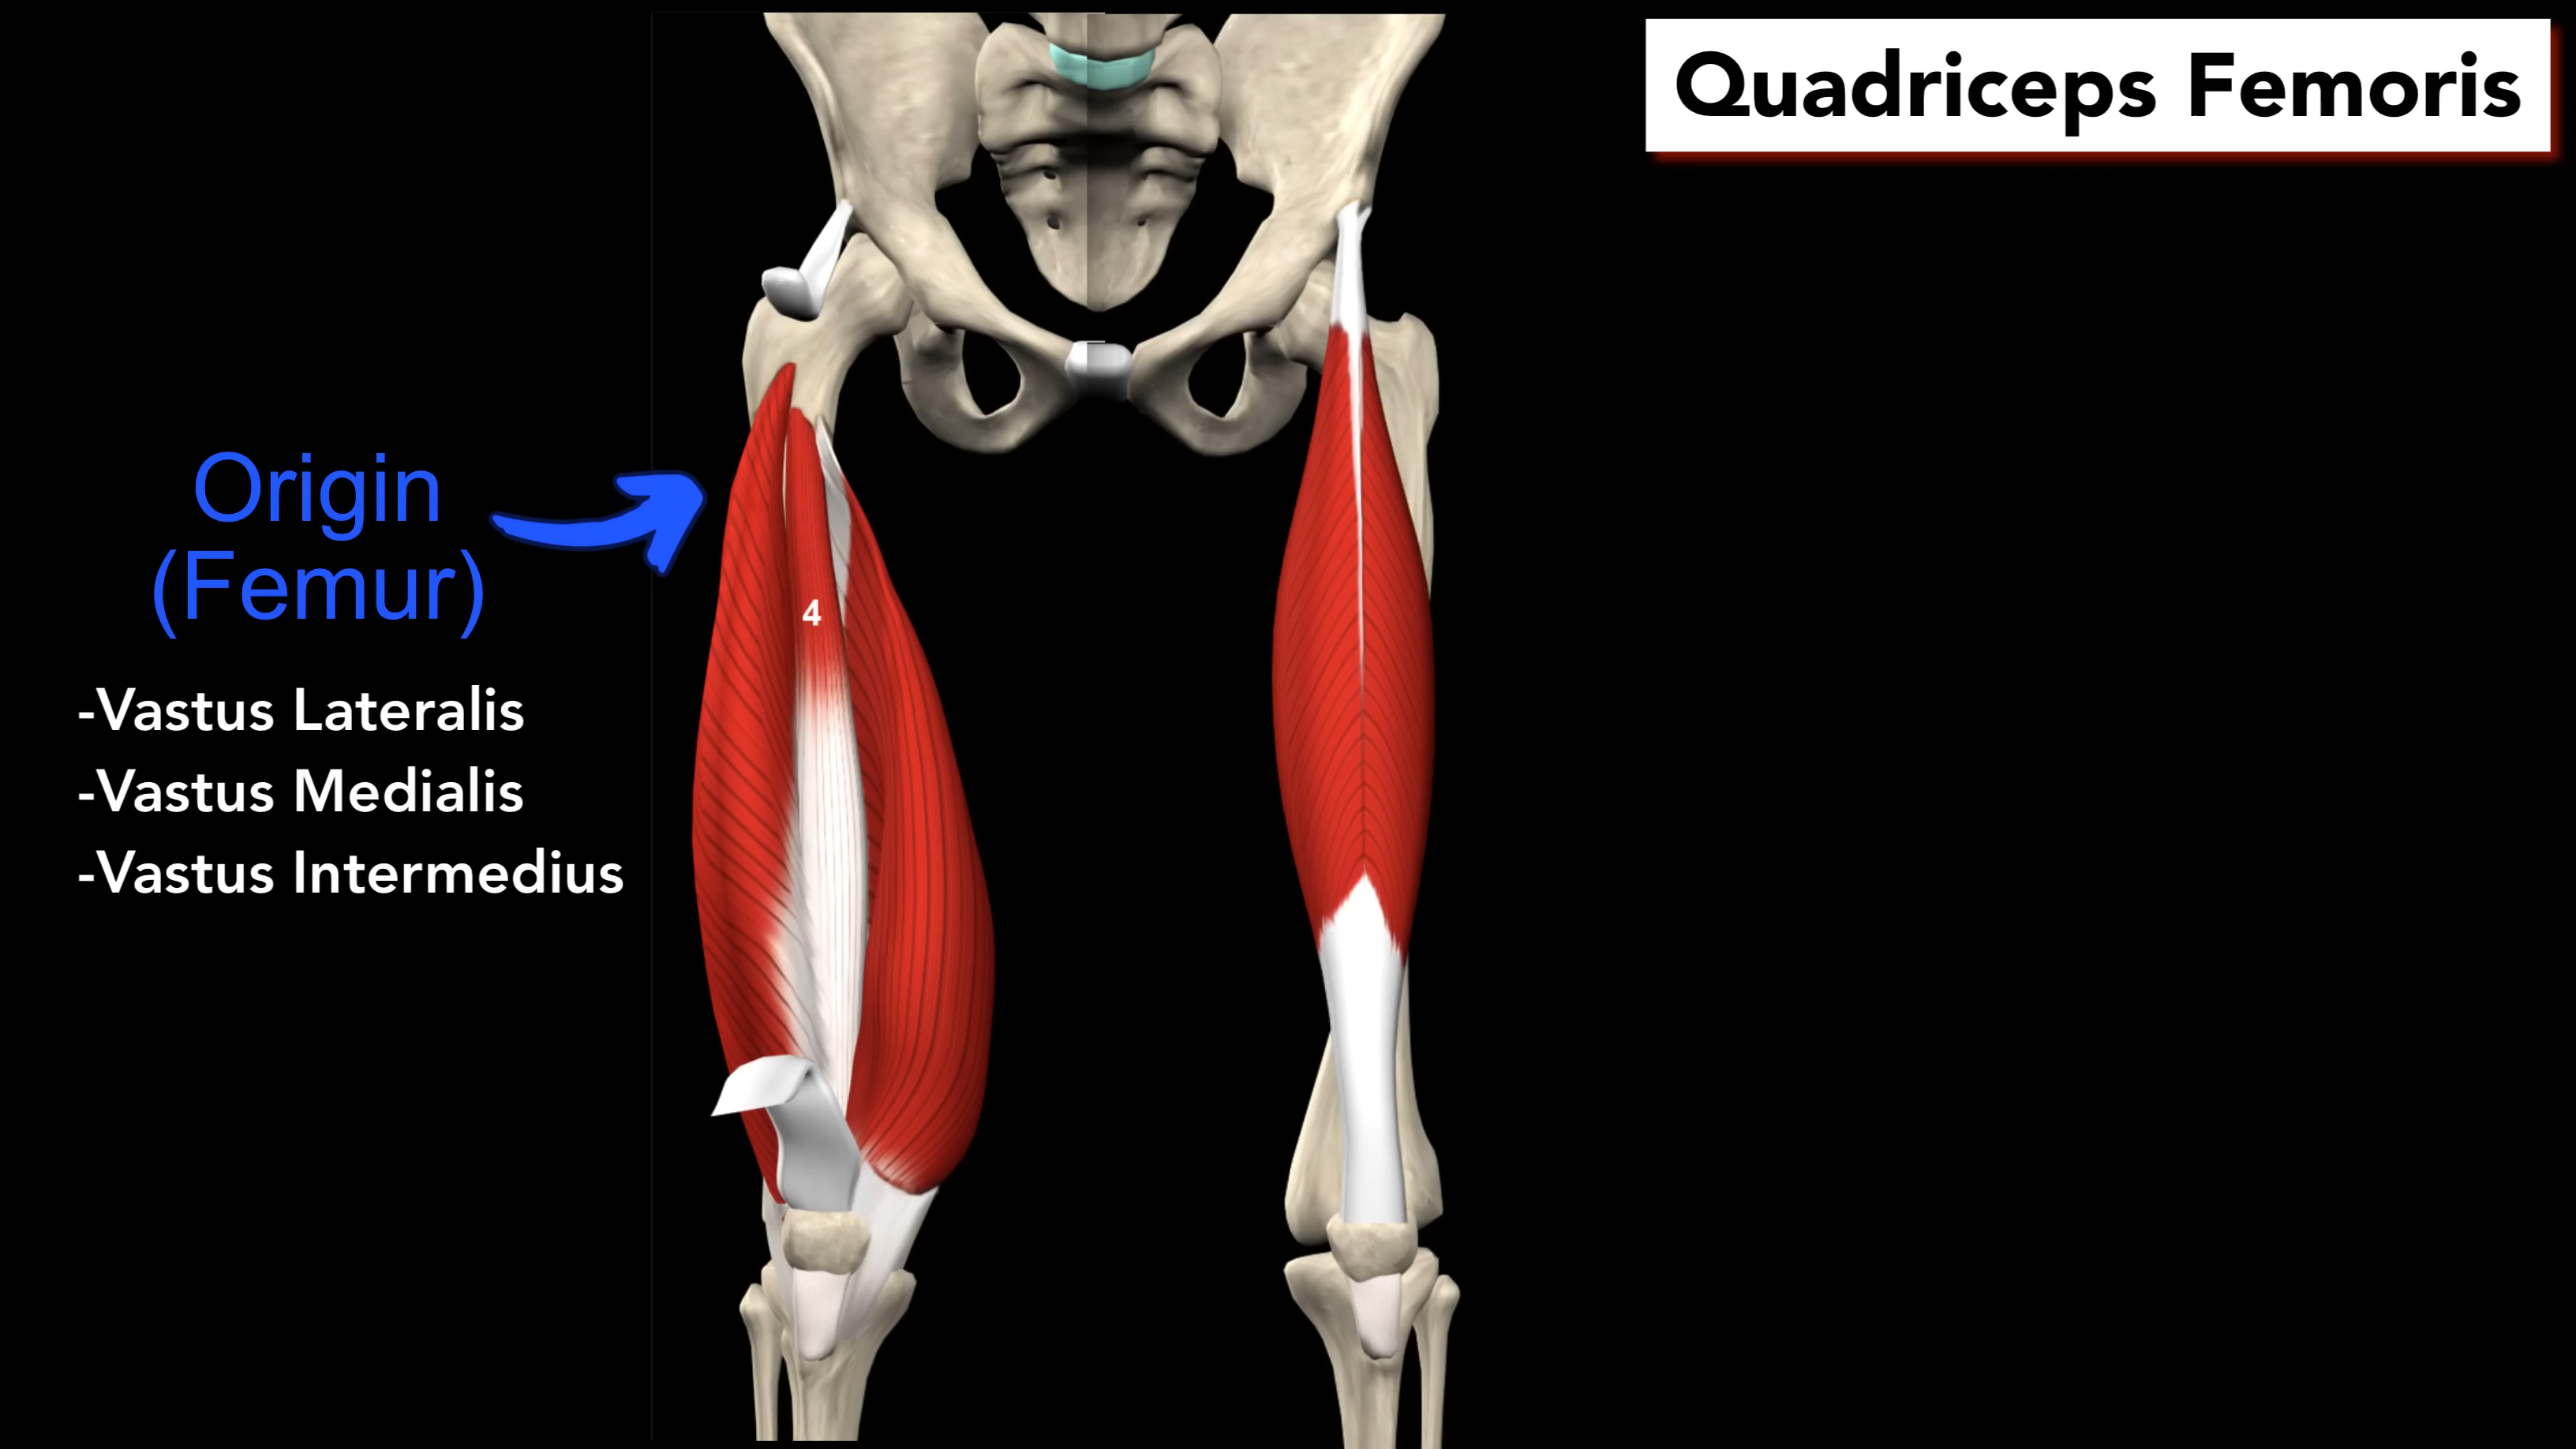 Quadriceps Femoris
Origin
(Femur)
4
-Vastus Lateralis
-Vastus Medialis
-Vastus Intermedius